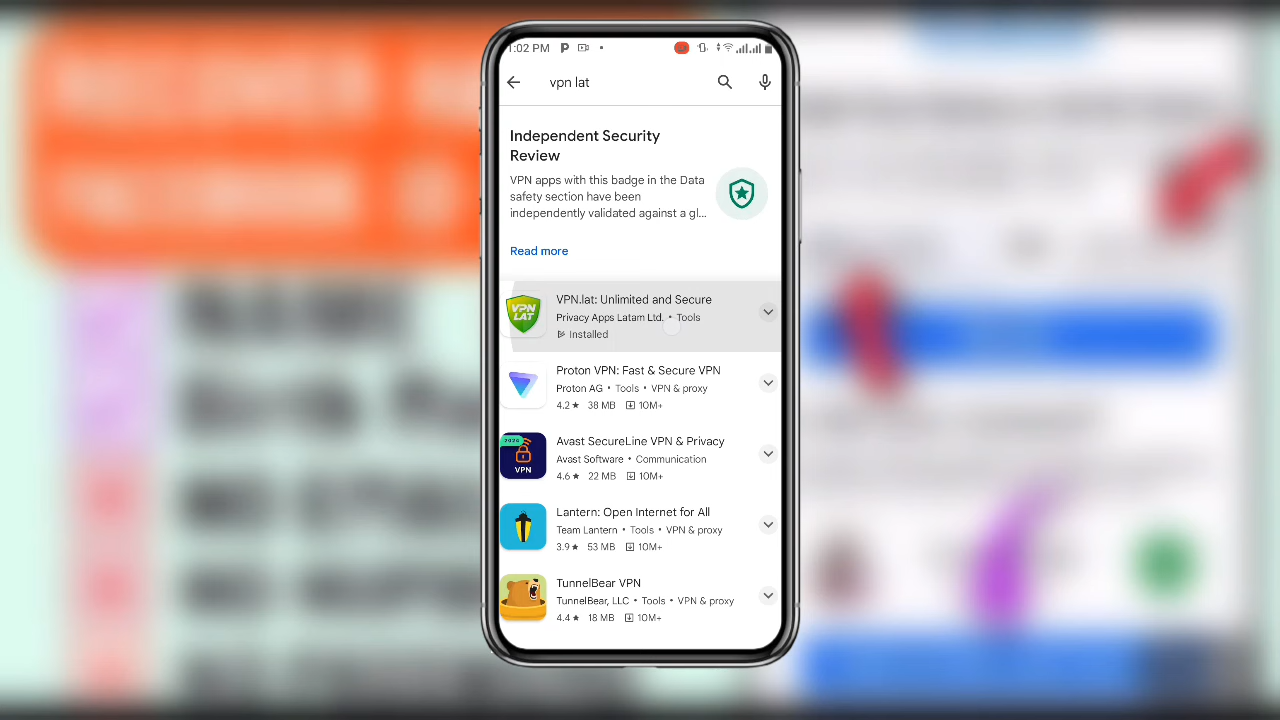 1:02 PM
vpn lat
Independent Security
Review
VPN apps with this badge in the Data
safety section have been
independently validated against a gl...
Read more
VPN LAT
VPN.lat: Unlimited and Secure
Privacy Apps Latam Ltd. • Tools
Installed
Proton VPN: Fast & Secure VPN
Proton AG • Tools • VPN & proxy
4.2★ 38 MB 10M+
VPN
Avast SecureLine VPN & Privacy
Avast Software • Communication
4.6★ 22 MB 10M+
Lantern: Open Internet for All
Team Lantern • Tools • VPN & proxy
3.9★ 53 MB 10M+
TunnelBear VPN
TunnelBear, LLC • Tools • VPN & proxy
4.4★ 18 MB 10M+